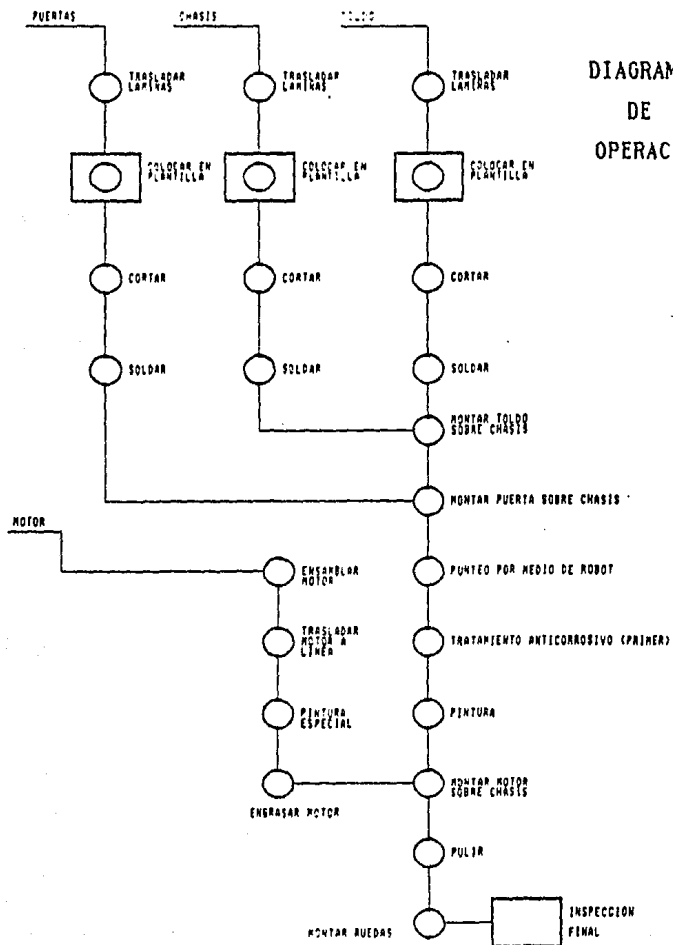 PUERTAS
CHASIS
TOLDO
DIAGRAM
DE
OPERAC
TRASLADAR
LAMINAS
TRASLADAR
LAMINAS
TRASLADAR
LAMINAS
COLOCAR EN
PLANTILLA
COLOCAR EN
PLANTILLA
COLOCAR EN
PLANTILLA
CORTAR
CORTAR
CORTAR
SOLDAR
SOLDAR
SOLDAR
MONTAR TOLDO
SOBRE CHASIS
MONTAR PUERTA SOBRE CHASIS
MOTOR
ENSAMBLAR
MOTOR
PUNTEO POR MEDIO DE ROBOT
TRASLADAR
MOTOR A
LINEA
TRATAMIENTO ANTICORROSIVO (PRIMER)
PINTURA
ESPECIAL
PINTURA
ENGRASAR MOTOR
MONTAR MOTOR
SOBRE CHASIS
PULIR
MONTAR RUEDAS
INSPECCION
FINAL